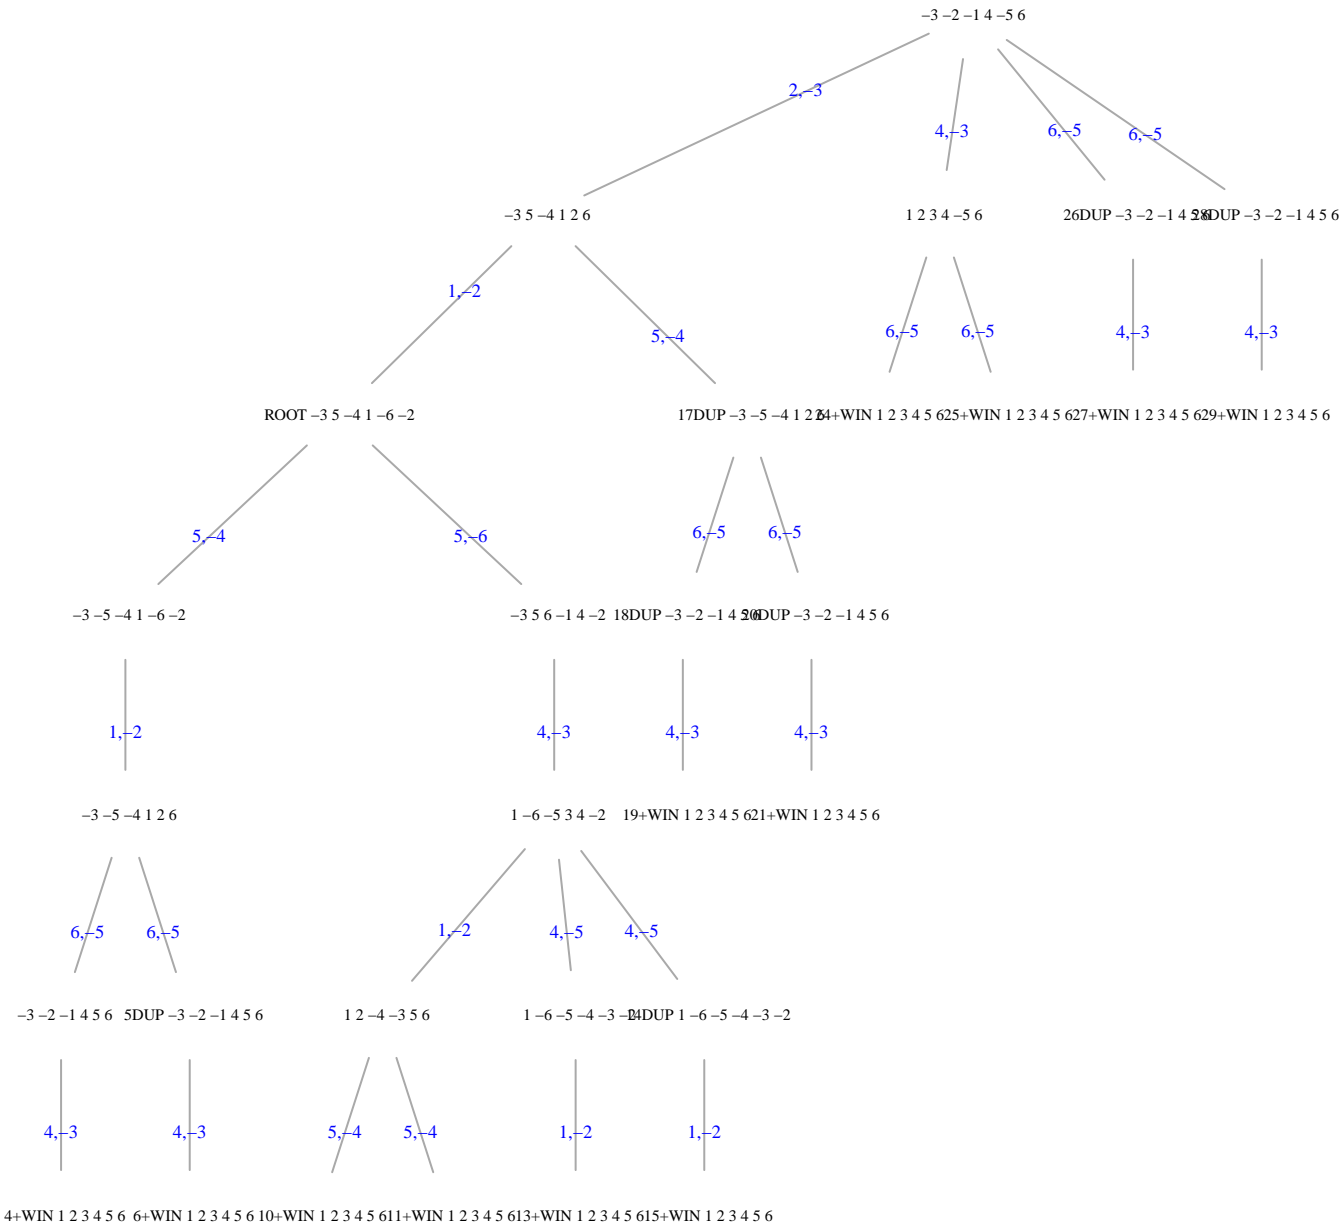 −3 −2 −1 4 −5 6
2,−3
4,−3
6,−5
6,−5
−3 5 −4 1 2 6
1 2 3 4 −5 6
26DUP −3 −2 −1 4 5 6
28DUP −3 −2 −1 4 5 6
1,−2
5,−4
6,−5
6,−5
4,−3
4,−3
ROOT −3 5 −4 1 −6 −2
17DUP −3 −5 −4 1 2 6
24+WIN 1 2 3 4 5 6
25+WIN 1 2 3 4 5 6
27+WIN 1 2 3 4 5 6
29+WIN 1 2 3 4 5 6
5,−4
5,−6
6,−5
6,−5
−3 −5 −4 1 −6 −2
−3 5 6 −1 4 −2
18DUP −3 −2 −1 4 5 6
20DUP −3 −2 −1 4 5 6
1,−2
4,−3
4,−3
4,−3
−3 −5 −4 1 2 6
1 −6 −5 3 4 −2
19+WIN 1 2 3 4 5 6
21+WIN 1 2 3 4 5 6
6,−5
6,−5
1,−2
4,−5
4,−5
−3 −2 −1 4 5 6
5DUP −3 −2 −1 4 5 6
1 2 −4 −3 5 6
1 −6 −5 −4 −3 −2
14DUP 1 −6 −5 −4 −3 −2
4,−3
4,−3
5,−4
5,−4
1,−2
1,−2
4+WIN 1 2 3 4 5 6
6+WIN 1 2 3 4 5 6
10+WIN 1 2 3 4 5 6
11+WIN 1 2 3 4 5 6
13+WIN 1 2 3 4 5 6
15+WIN 1 2 3 4 5 6